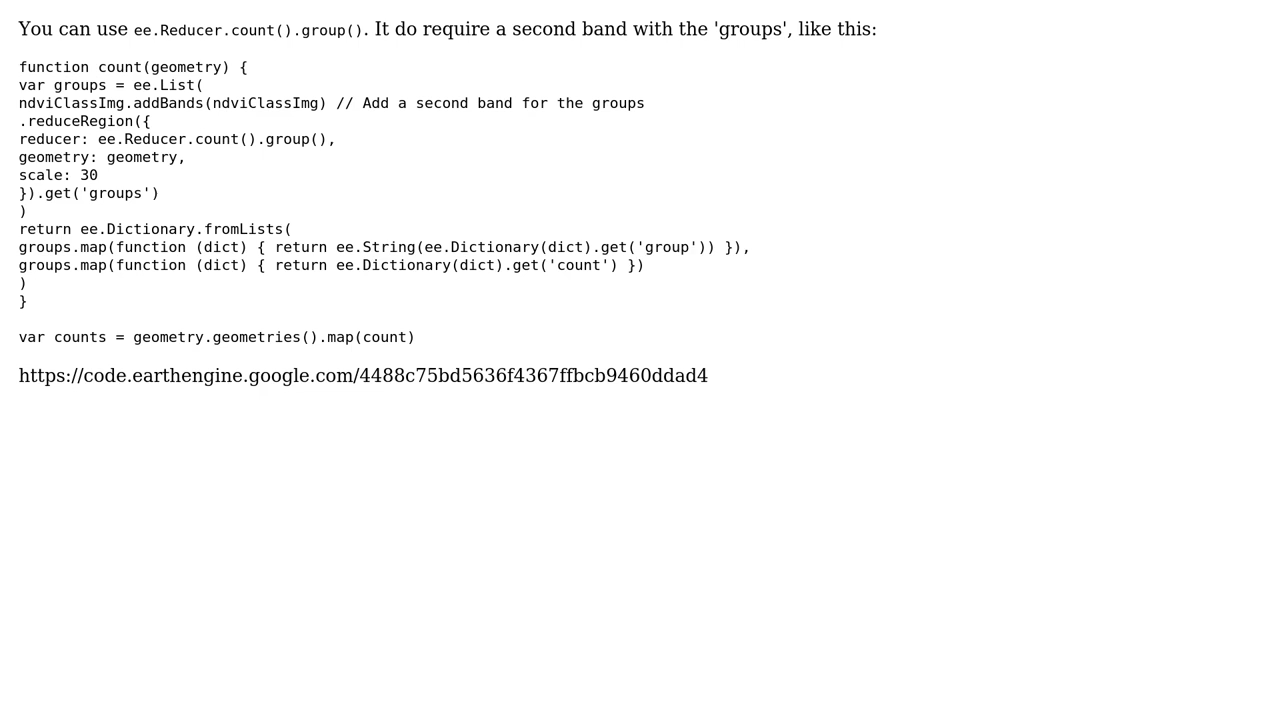 You can use ee.Reducer.count().group(). It do require a second band with the 'groups', like this:
function count(geometry) {
var groups = ee.List(
ndviClassImg.addBands(ndviClassImg) // Add a second band for the groups
.reduceRegion({
reducer: ee.Reducer.count().group(),
geometry: geometry,
scale: 30
}).get('groups')
)
return ee.Dictionary.fromLists(
groups.map(function (dict) { return ee.String(ee.Dictionary(dict).get('group')) }),
groups.map(function (dict) { return ee.Dictionary(dict).get('count') })
)
}
var counts = geometry.geometries().map(count)
https://code.earthengine.google.com/4488c75bd5636f4367ffbcb9460ddad4